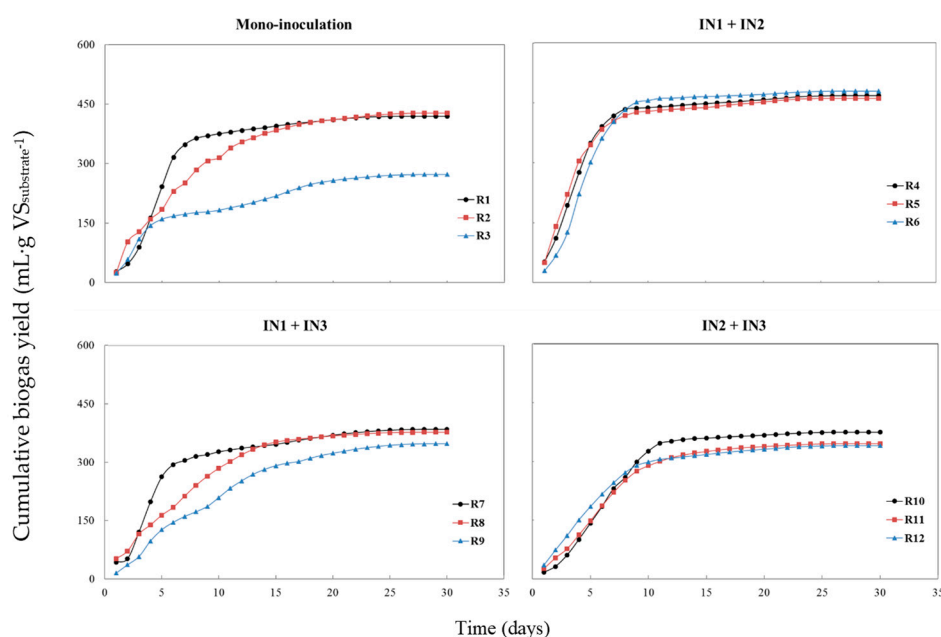 Mono-inoculation
IN1 + IN2
600
450
300
150
0
R1
R2
R3
R4
R5
R6
Cumulative biogas yield (mL·g VSSubstrate-1)
IN1 + IN3
IN2 + IN3
600
450
300
150
0
R7
R8
R9
R10
R11
R12
0 5 10 15 20 25 30 35
0 5 10 15 20 25 30 35
Time (days)